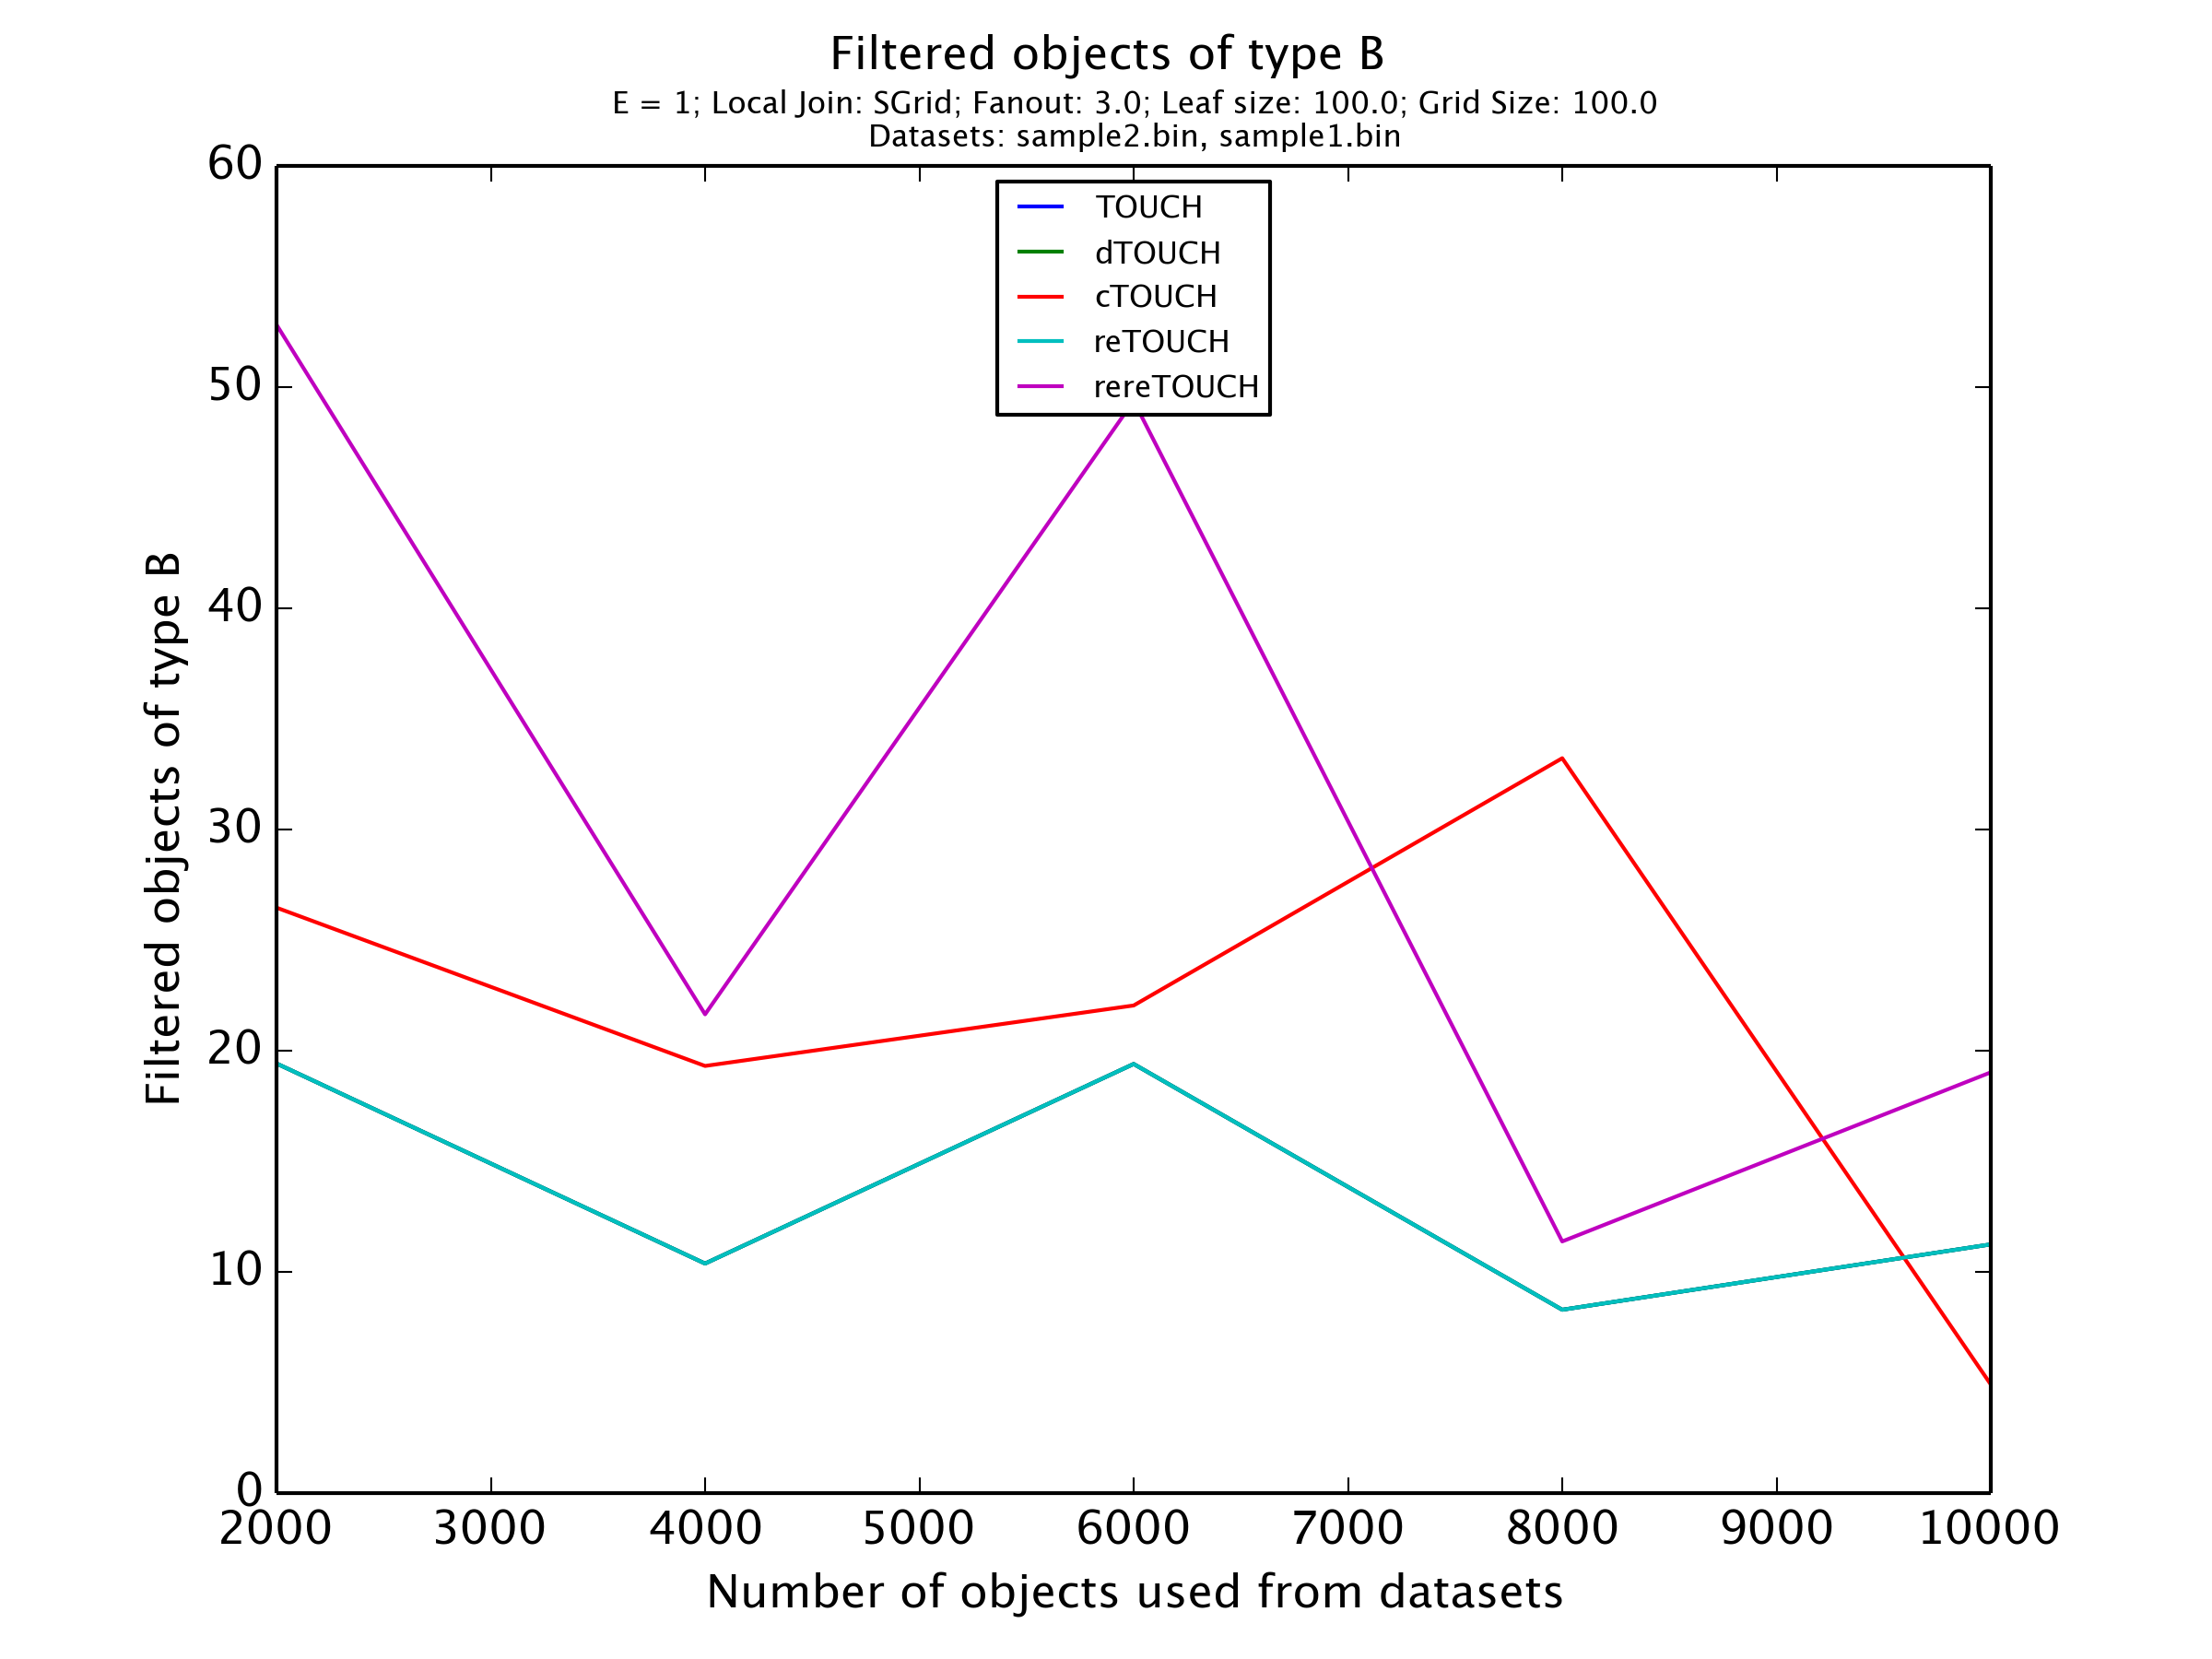 Filtered objects of type B
E = 1; Local Join: SGrid; Fanout: 3.0; Leaf size: 100.0; Grid Size: 100.0
Datasets: sample2.bin, sample1.bin
TOUCH
dTOUCH
cTOUCH
reTOUCH
rereTOUCH
Filtered objects of type B
60
50
40
30
20
10
0
2000 3000 4000 5000 6000 7000 8000 9000 10000
Number of objects used from datasets